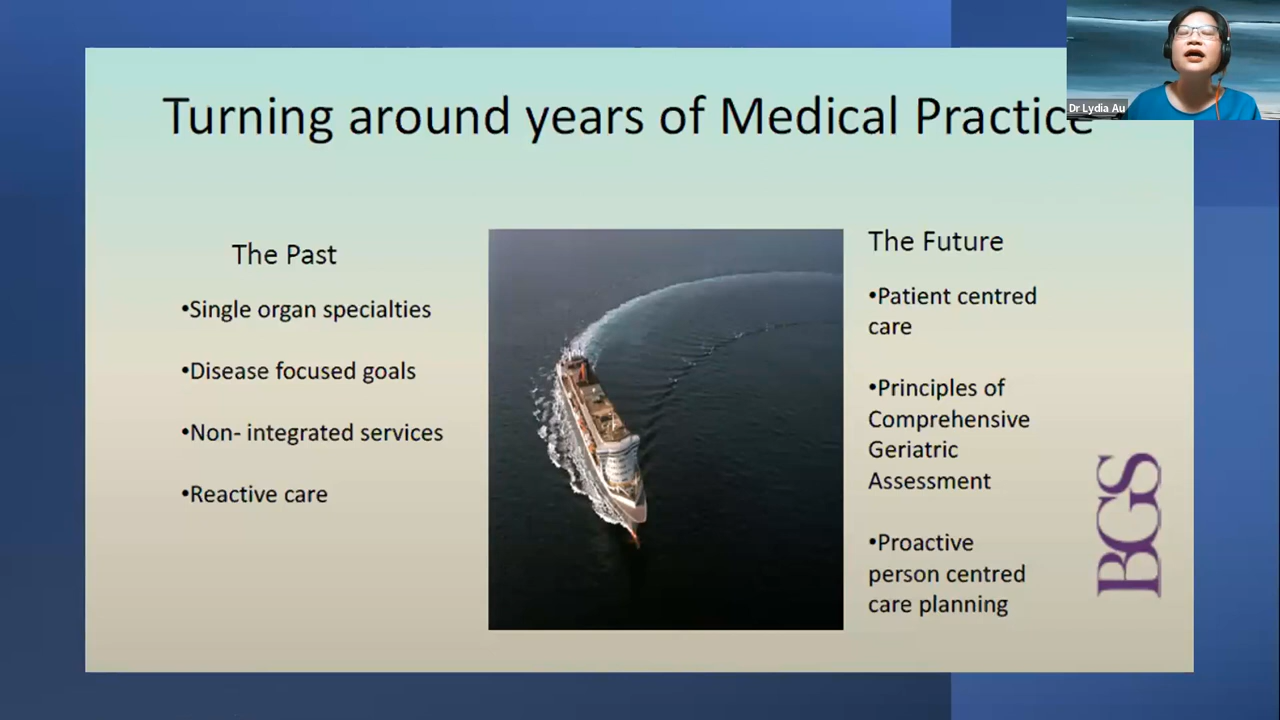 Turning around years of Medical Practice
Dr Lydia Au
The Past
•Single organ specialties
•Disease focused goals
•Non- integrated services
•Reactive care
The Future
•Patient centred
care
•Principles of
Comprehensive
Geriatric
Assessment
•Proactive
person centred
care planning
BGS